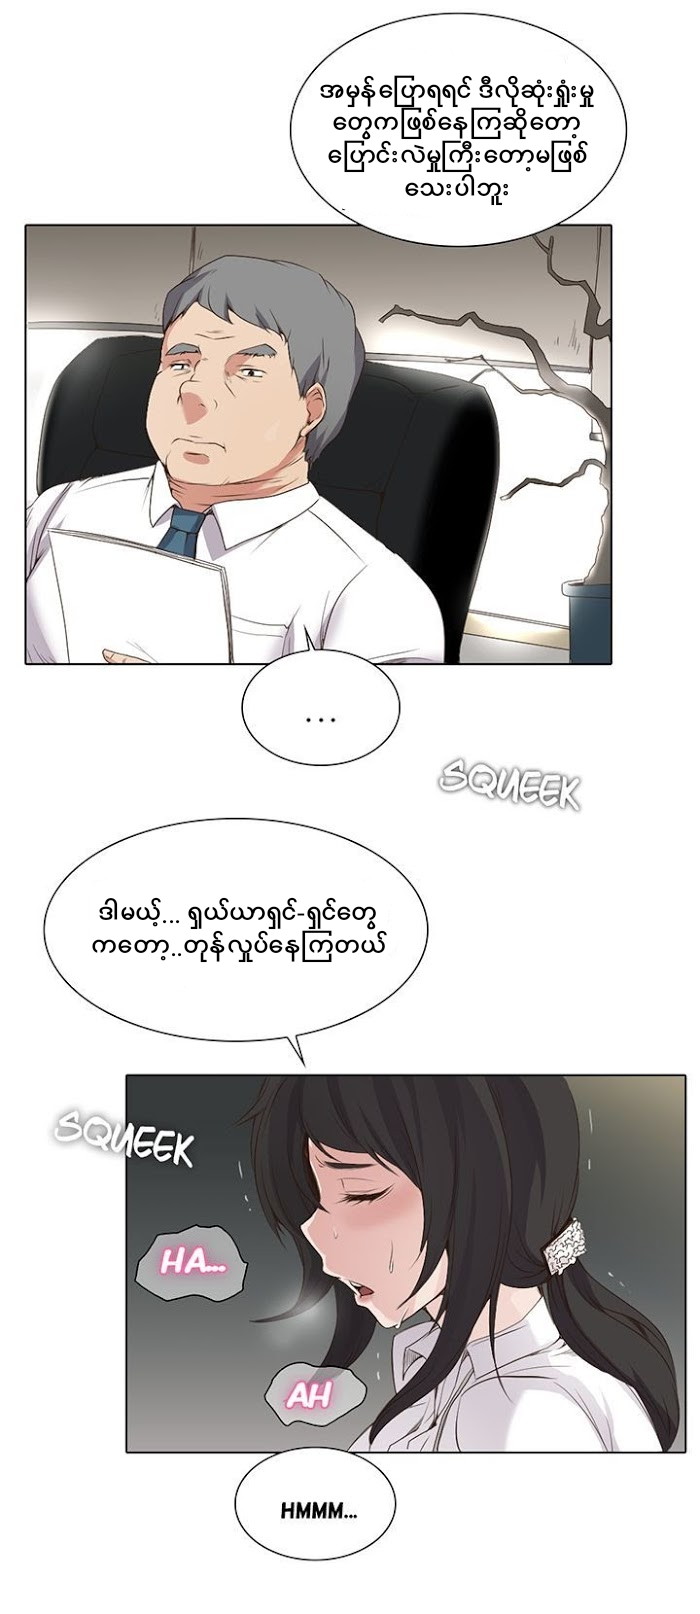 အမှန်ပြောရရင် ဒီလိုဆုံးရှုံးမှု
တွေကဖြစ်နေကြဆိုတော့
ပြောင်းလဲမှုကြီးတော့မဖြစ်
သေးပါဘူး
...
SQUEEK
ဒါမယ့်... ရှယ်ယာရှင်-ရှင်တွေ
ကတော့..တုန်လှုပ်နေကြတယ်
SQUEEK
HA...
AH
HMMM...